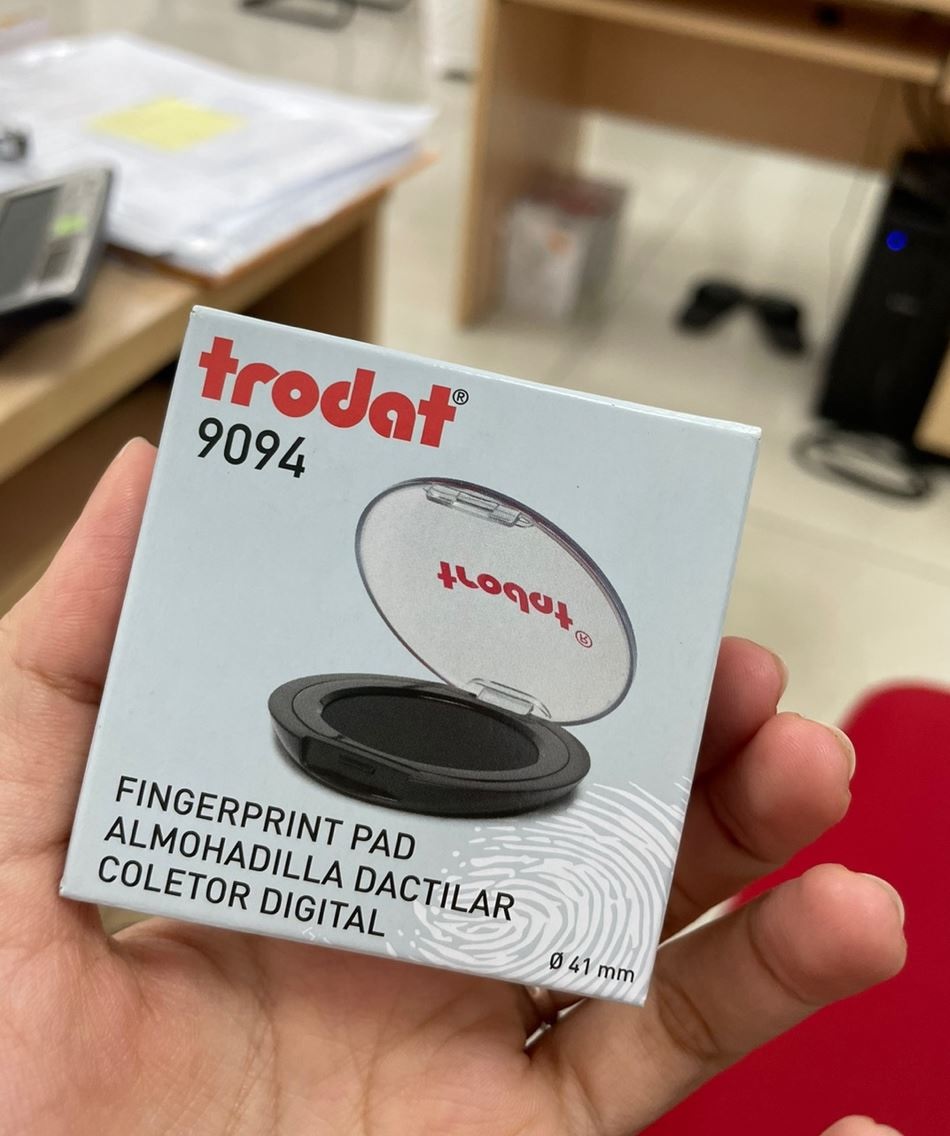 trodat®
9094
trodat®
FINGERPRINT PAD
ALMOHADILLA DACTILAR
COLETOR DIGITAL
Ø 41 mm